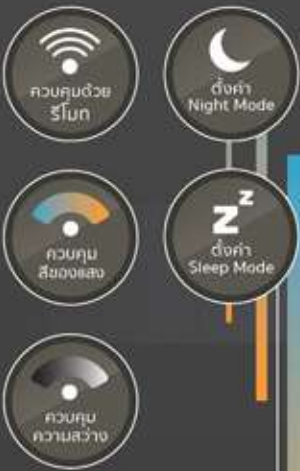 ควบคุมด้วย
รีโมท
ตั้งค่า
Night Mode
ควบคุม
สีของแสง
zz
ตั้งค่า
Sleep Mode
ควบคุม
ความสว่าง